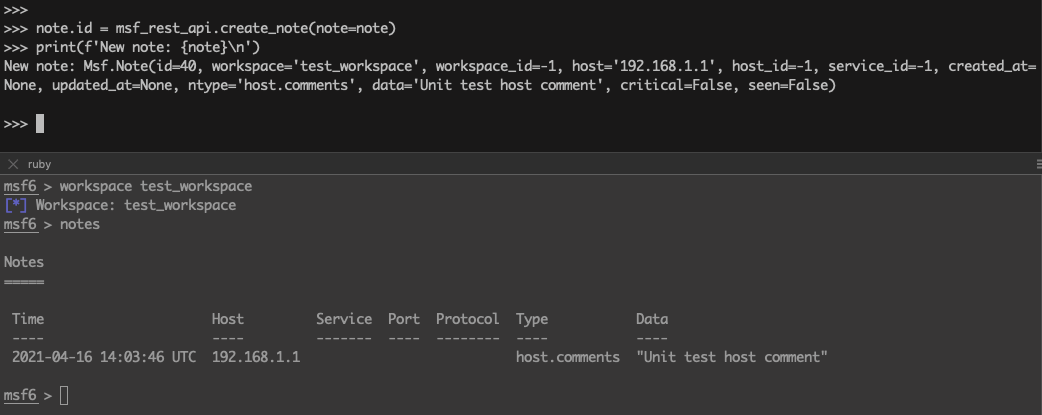 >>>
>>> note.id = msf_rest_api.create_note(note=note)
>>> print(f'New note: {note}\n')
New note: Msf.Note(id=40, workspace='test_workspace', workspace_id=-1, host='192.168.1.1', host_id=-1, service_id=-1, created_at=
None, updated_at=None, ntype='host.comments', data='Unit test host comment', critical=False, seen=False)
>>>
ruby
msf6 > workspace test_workspace
[*] Workspace: test_workspace
msf6 > notes
Notes
=====
Time Host Service Port Protocol Type Data
---- ---- ------- ---- -------- ---- ----
2021-04-16 14:03:46 UTC 192.168.1.1 host.comments "Unit test host comment"
msf6 >